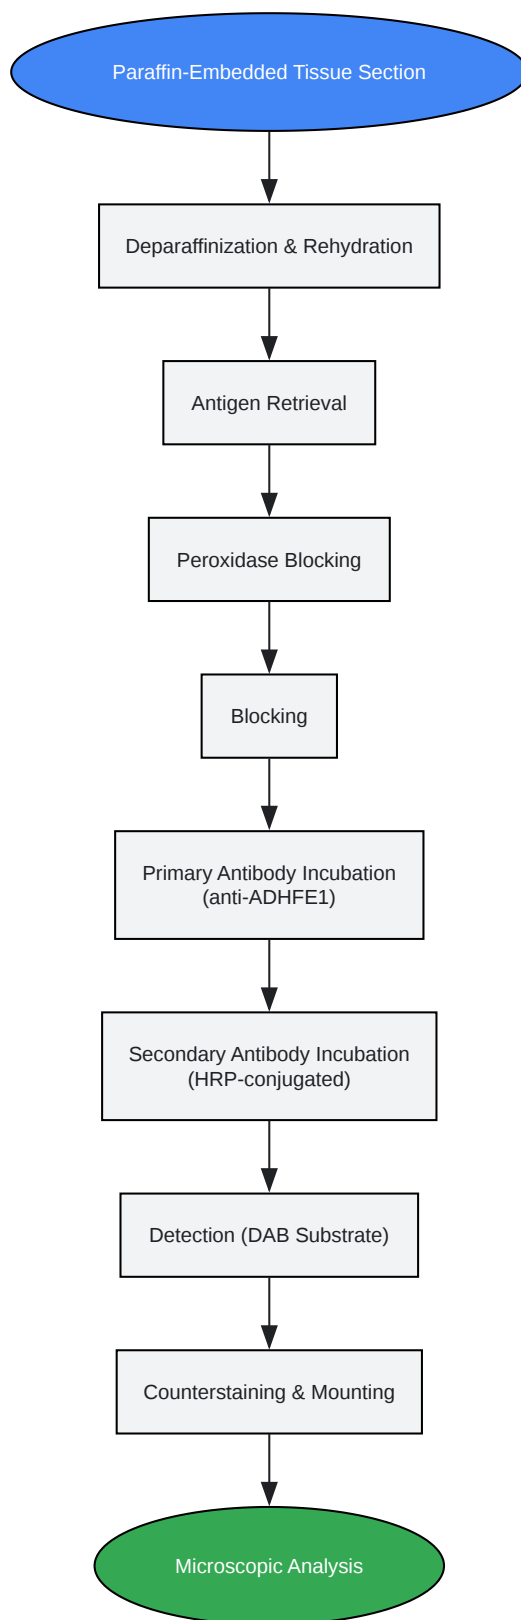 Paraffin-Embedded Tissue Section
Deparaffinization & Rehydration
Antigen Retrieval
Peroxidase Blocking
Blocking
Primary Antibody Incubation
(anti-ADHFE1)
Secondary Antibody Incubation
(HRP-conjugated)
Detection (DAB Substrate)
Counterstaining & Mounting
Microscopic Analysis